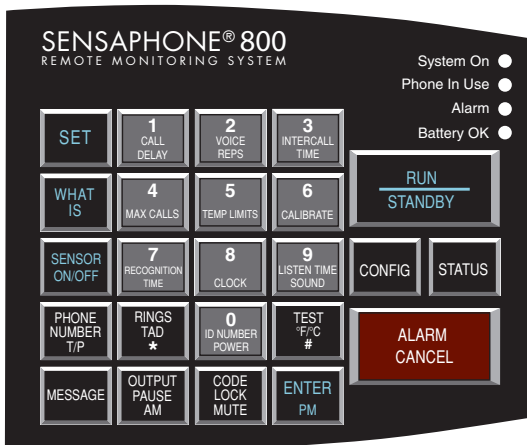 SENSAPHONE® 800
REMOTE MONITORING SYSTEM
System On
Phone In Use
Alarm
Battery OK
SET
1
CALL
DELAY
2
VOICE
REPS
3
INTERCALL
TIME
RUN
STANDBY
WHAT
IS
4
MAX CALLS
5
TEMP LIMITS
6
CALIBRATE
SENSOR
ON/OFF
7
RECOGNITION
TIME
8
CLOCK
9
LISTEN TIME
SOUND
CONFIG
STATUS
PHONE
NUMBER
T/P
RINGS
TAD
*
0
ID NUMBER
POWER
TEST
°F/°C
#
ALARM
CANCEL
MESSAGE
OUTPUT
PAUSE
AM
CODE
LOCK
MUTE
ENTER
PM